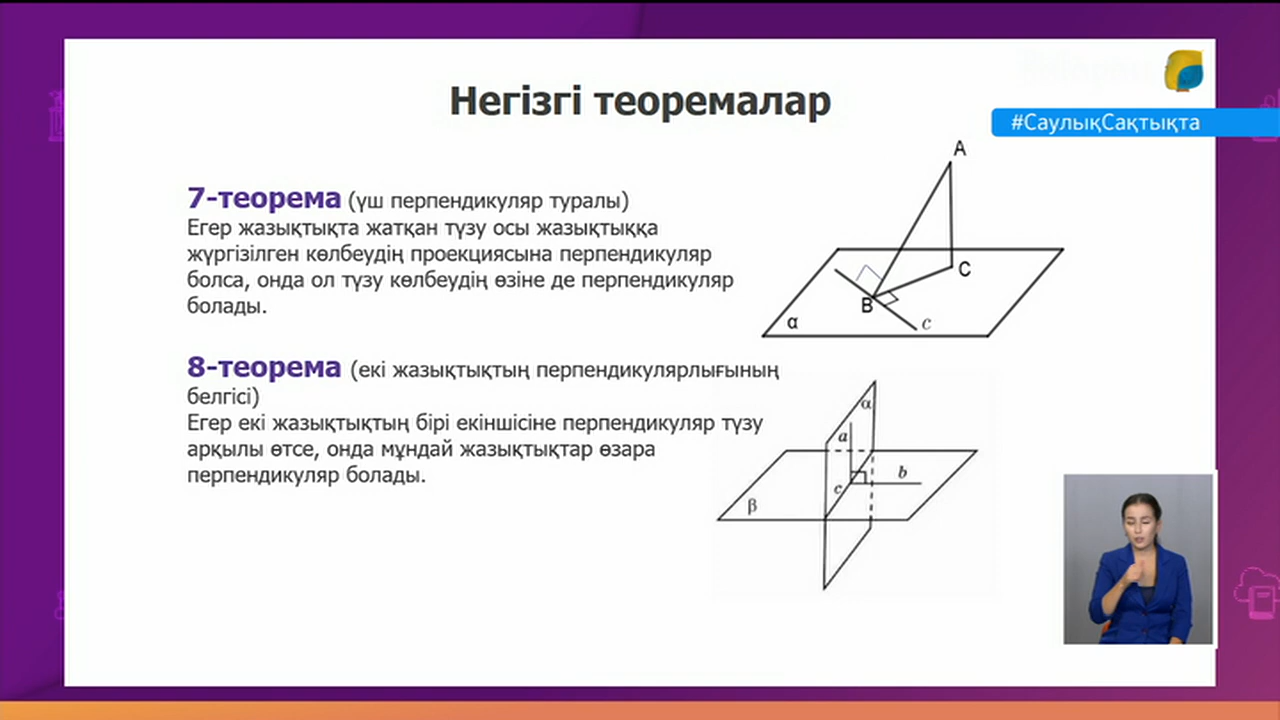 Негізгі теоремалар
#СаулықСақтықта
7-теорема (үш перпендикуляр туралы)
Егер жазықтықта жатқан түзу осы жазықтыққа
жүргізілген көлбеудің проекциясына перпендикуляр
болса, онда ол түзу көлбеудің өзіне де перпендикуляр
болады.
A
C
B
α
c
8-теорема (екі жазықтықтың перпендикулярлығының
белгісі)
Егер екі жазықтықтың бірі екіншісіне перпендикуляр түзу
арқылы өтсе, онда мұндай жазықтықтар өзара
перпендикуляр болады.
α
a
b
c
β